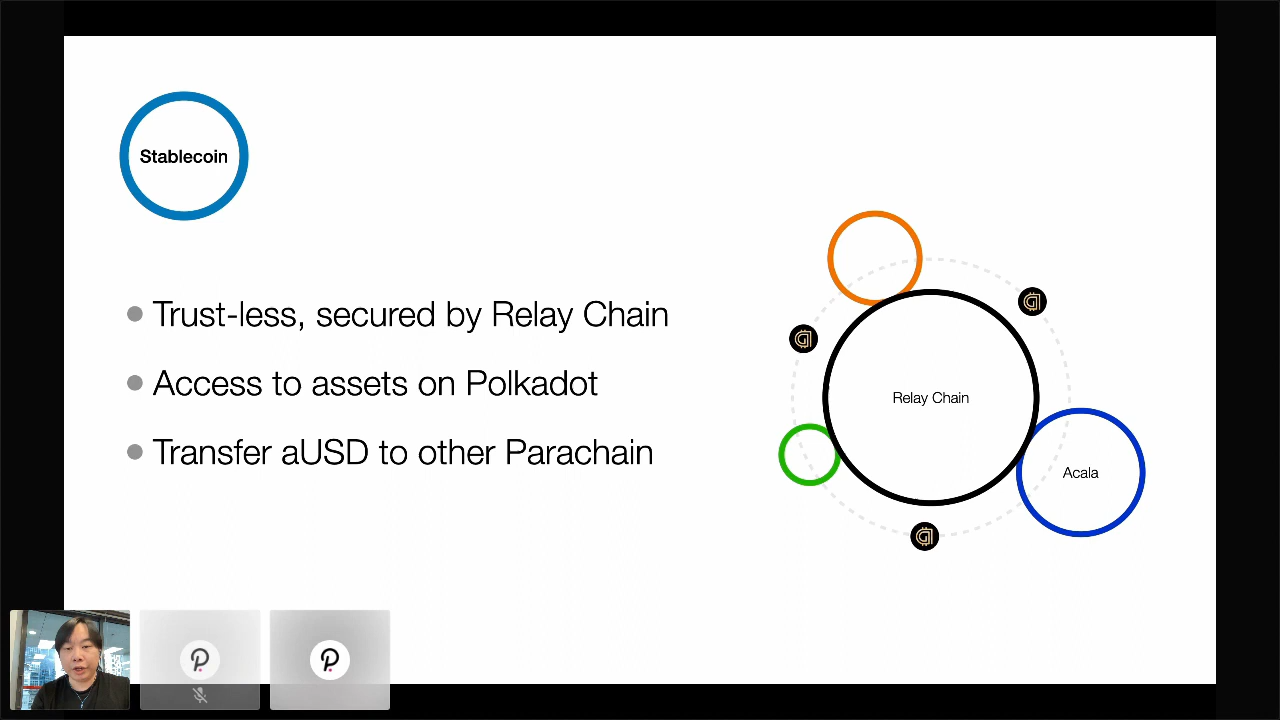 Stablecoin
Trust-less, secured by Relay Chain
Access to assets on Polkadot
Transfer aUSD to other Parachain
Relay Chain
Acala